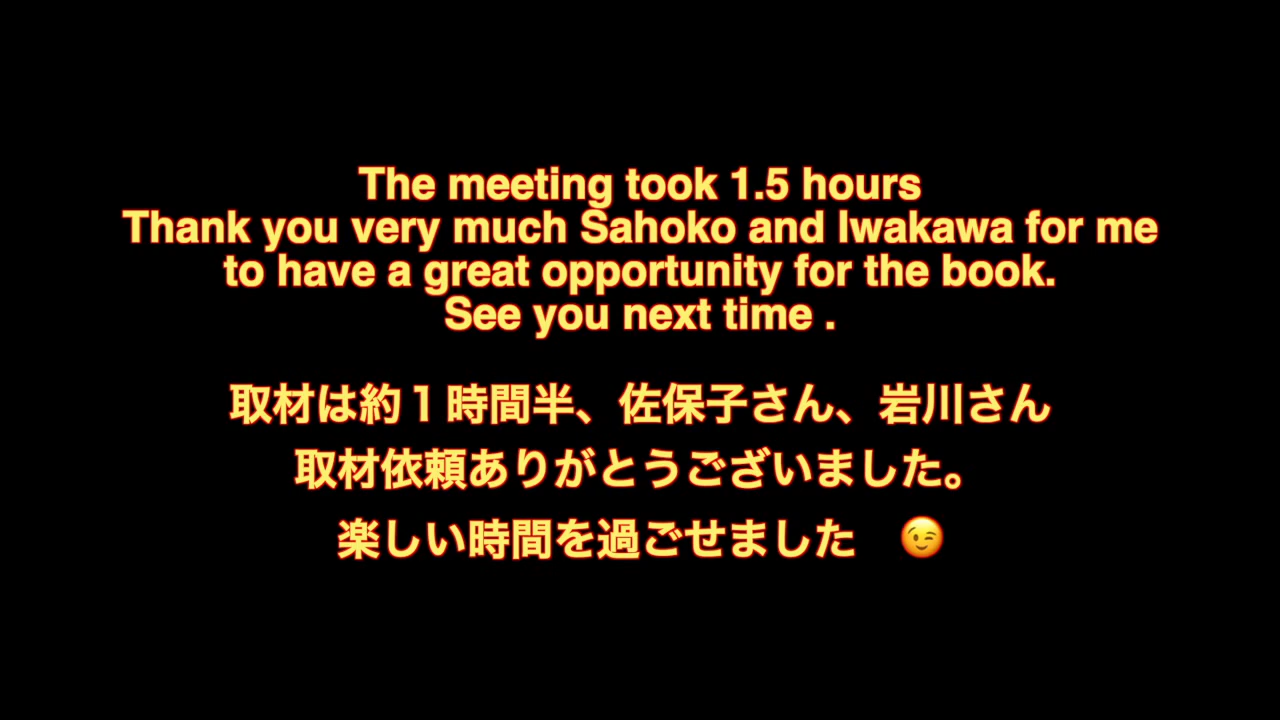 The meeting took 1.5 hours
Thank you very much Sahoko and Iwakawa for me
to have a great opportunity for the book.
See you next time .
取材は約１時間半、佐保子さん、岩川さん
取材依頼ありがとうございました。
楽しい時間を過ごせました　😉